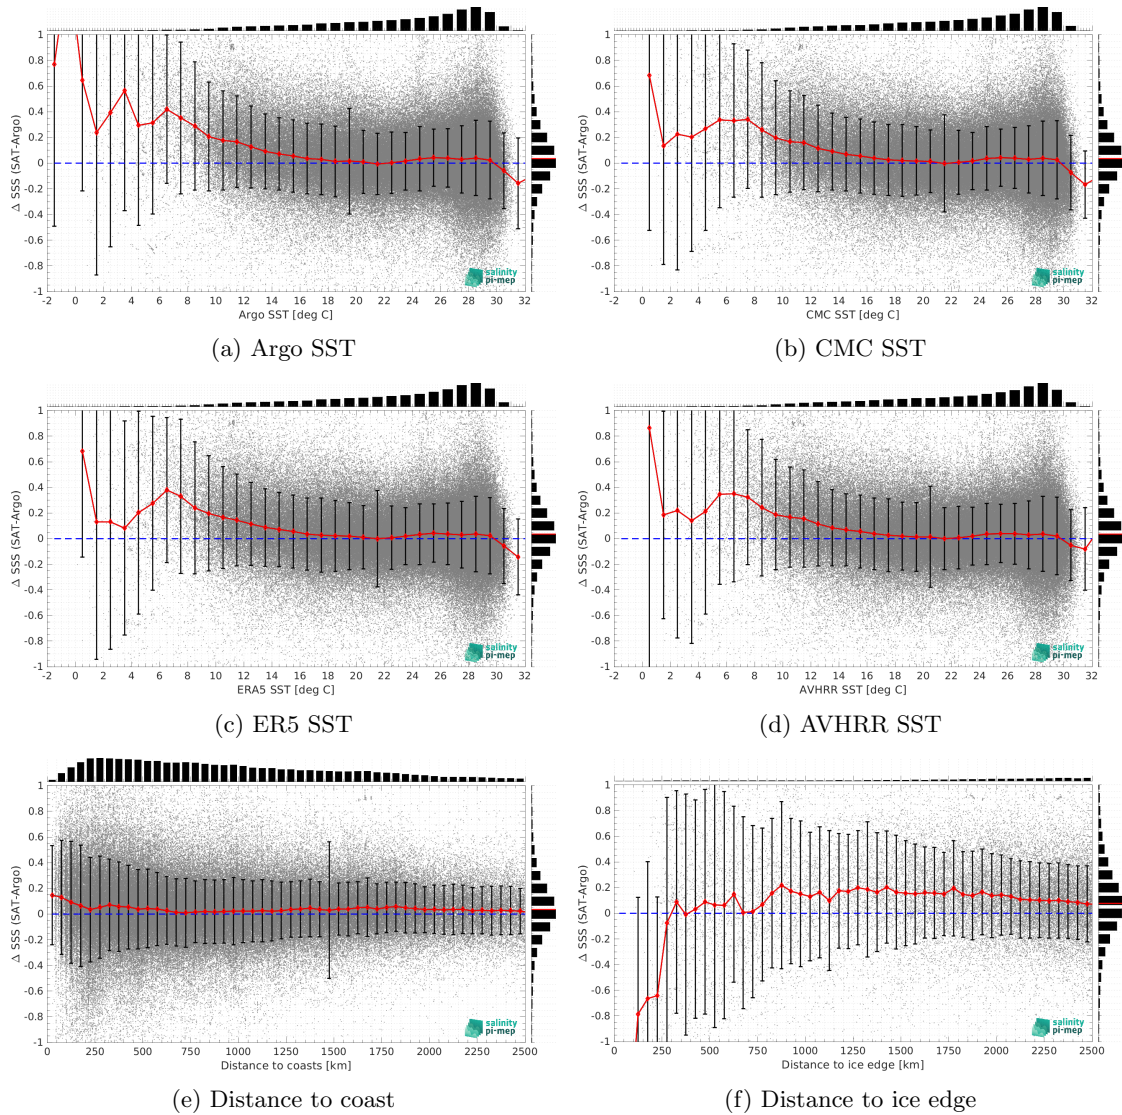 1
0.8
0.6
0.4
0.2
0
-0.2
-0.4
-0.6
-0.8
-1
Δ SSS (SAT-Argo)
salinity
pi-mep
-2 0 2 4 6 8 10 12 14 16 18 20 22 24 26 28 30 32
Argo SST [deg C]
(a) Argo SST
1
0.8
0.6
0.4
0.2
0
-0.2
-0.4
-0.6
-0.8
-1
Δ SSS (SAT-Argo)
salinity
pi-mep
-2 0 2 4 6 8 10 12 14 16 18 20 22 24 26 28 30 32
CMC SST [deg C]
(b) CMC SST
1
0.8
0.6
0.4
0.2
0
-0.2
-0.4
-0.6
-0.8
-1
Δ SSS (SAT-Argo)
salinity
pi-mep
-2 0 2 4 6 8 10 12 14 16 18 20 22 24 26 28 30 32
ERA5 SST [deg C]
(c) ER5 SST
1
0.8
0.6
0.4
0.2
0
-0.2
-0.4
-0.6
-0.8
-1
Δ SSS (SAT-Argo)
salinity
pi-mep
-2 0 2 4 6 8 10 12 14 16 18 20 22 24 26 28 30 32
AVHRR SST [deg C]
(d) AVHRR SST
1
0.8
0.6
0.4
0.2
0
-0.2
-0.4
-0.6
-0.8
-1
Δ SSS (SAT-Argo)
salinity
pi-mep
0 250 500 750 1000 1250 1500 1750 2000 2250 2500
Distance to coasts [km]
(e) Distance to coast
1
0.8
0.6
0.4
0.2
0
-0.2
-0.4
-0.6
-0.8
-1
Δ SSS (SAT-Argo)
salinity
pi-mep
0 250 500 750 1000 1250 1500 1750 2000 2250 2500
Distance to ice edge [km]
(f) Distance to ice edge